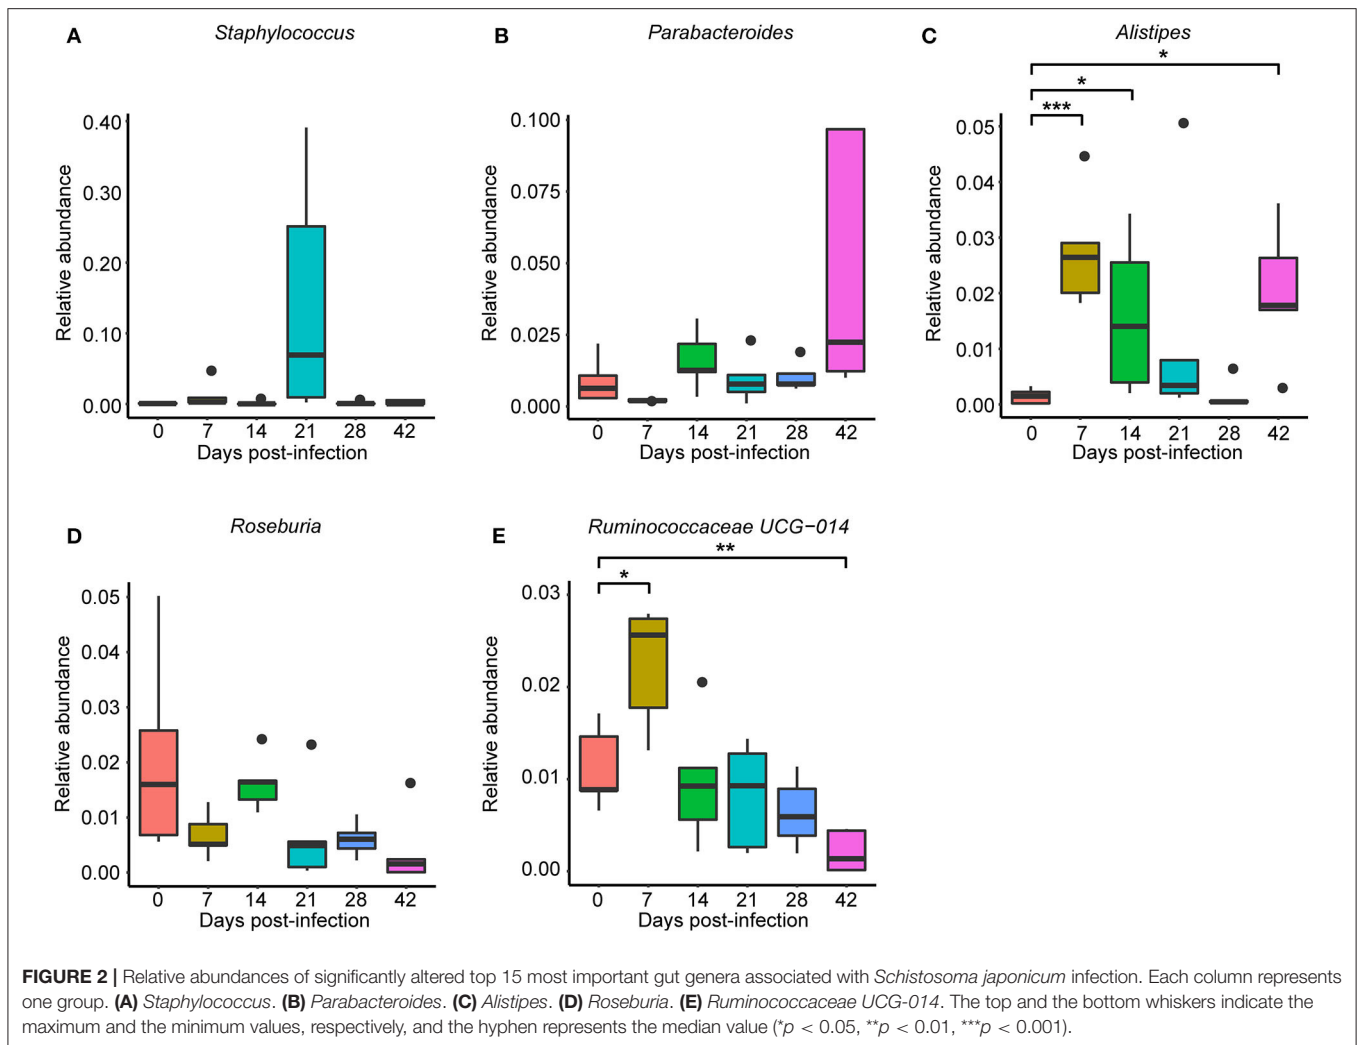 A
Staphylococcus
Relative abundance
0.40
0.30
0.20
0.10
0.00
0 7 14 21 28 42
Days post-infection
B
Parabacteroides
Relative abundance
0.100
0.075
0.050
0.025
0.000
0 7 14 21 28 42
Days post-infection
C
Alistipes
*
*
***
Relative abundance
0.05
0.04
0.03
0.02
0.01
0.00
0 7 14 21 28 42
Days post-infection
D
Roseburia
Relative abundance
0.05
0.04
0.03
0.02
0.01
0.00
0 7 14 21 28 42
Days post-infection
E
Ruminococcaceae UCG−014
**
*
Relative abundance
0.03
0.02
0.01
0.00
0 7 14 21 28 42
Days post-infection
FIGURE 2 | Relative abundances of significantly altered top 15 most important gut genera associated with Schistosoma japonicum infection. Each column represents
one group. (A) Staphylococcus. (B) Parabacteroides. (C) Alistipes. (D) Roseburia. (E) Ruminococcaceae UCG-014. The top and the bottom whiskers indicate the
maximum and the minimum values, respectively, and the hyphen represents the median value (*p < 0.05, **p < 0.01, ***p < 0.001).